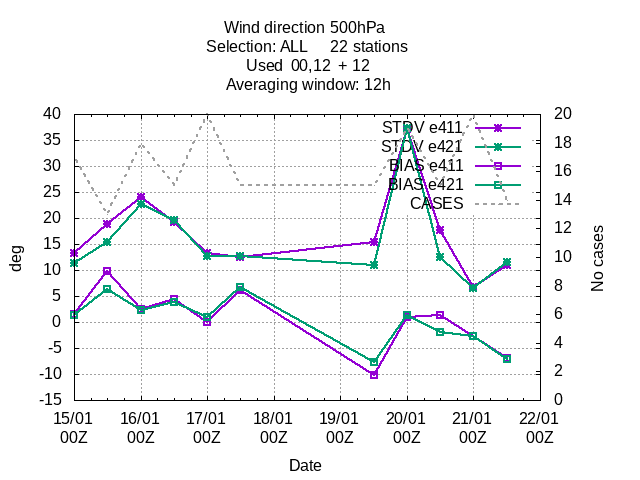 Wind direction 500hPa
Selection: ALL 22 stations
Used 00,12 + 12
Averaging window: 12h
40 20
35 18
30 16
25 14
20 12
15 10
10 8
5 6
0 4
-5 2
-10 0
-15
deg
No cases
STDV e411
STDV e421
BIAS e411
BIAS e421
CASES
15/01 16/01 17/01 18/01 19/01 20/01 21/01 22/01
00Z 00Z 00Z 00Z 00Z 00Z 00Z 00Z
Date